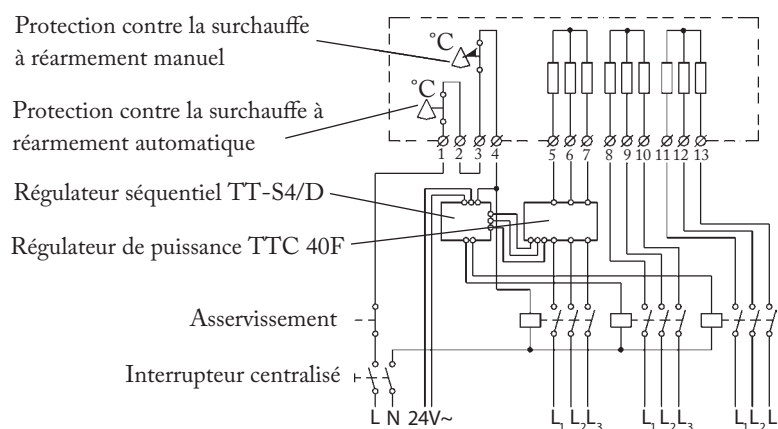 Protection contre la surchauffe
à réarmement manuel
°C
°C
Protection contre la surchauffe à
réarmement automatique
1 2 3 4 5 6 7 8 9 10 11 12 13
Régulateur séquentiel TT-S4/D
Régulateur de puissance TTC 40F
Asservissement
Interrupteur centralisé
L N 24V~ L1 L2 L3 L1 L2 L3 L1 L2 L